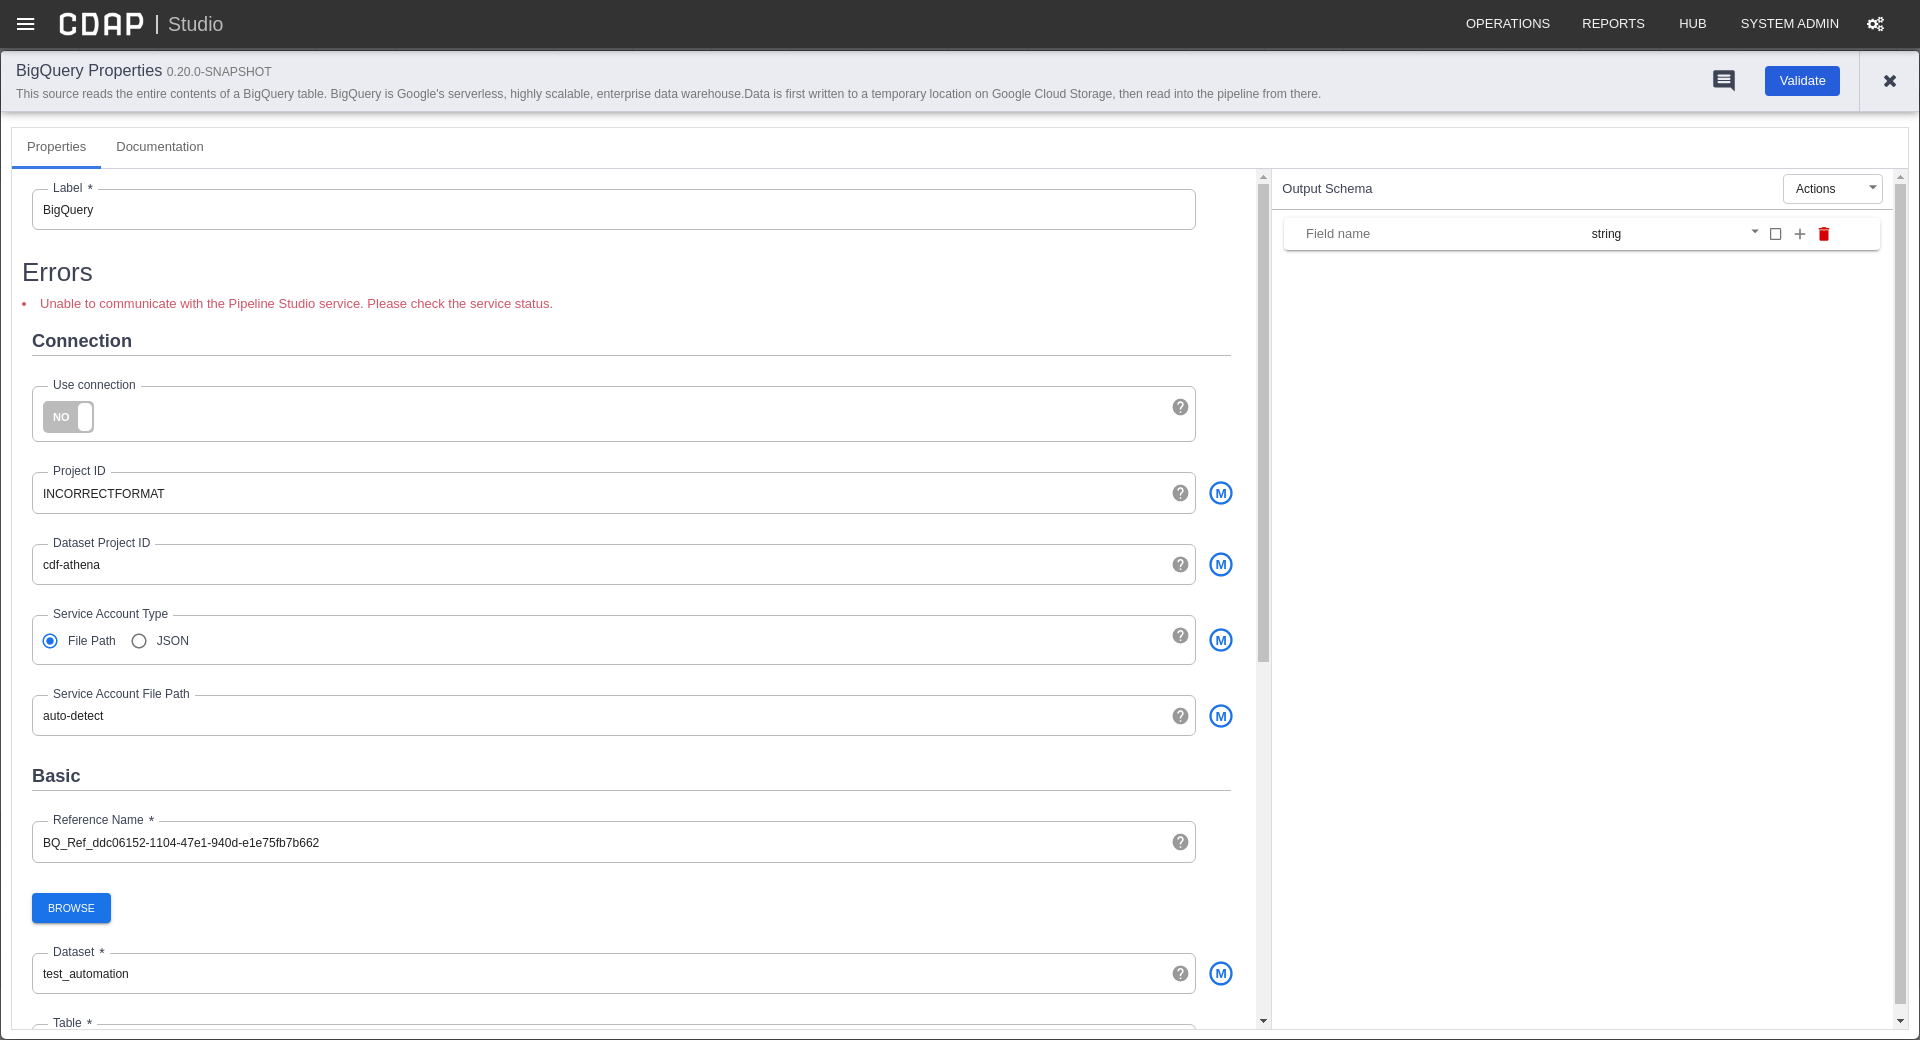 CDAP | Studio
OPERATIONS REPORTS HUB SYSTEM ADMIN
BigQuery Properties 0.20.0-SNAPSHOT
This source reads the entire contents of a BigQuery table. BigQuery is Google's serverless, highly scalable, enterprise data warehouse.Data is first written to a temporary location on Google Cloud Storage, then read into the pipeline from there.
Validate
Properties Documentation
Label *
BigQuery
Errors
• Unable to communicate with the Pipeline Studio service. Please check the service status.
Connection
Use connection
NO
?
Project ID
INCORRECTFORMAT
? M
Dataset Project ID
cdf-athena
? M
Service Account Type
File Path JSON
? M
Service Account File Path
auto-detect
? M
Basic
Reference Name *
BQ_Ref_ddc06152-1104-47e1-940d-e1e75fb7b662
?
BROWSE
Dataset *
test_automation
? M
Table *
Output Schema
Actions
Field name string